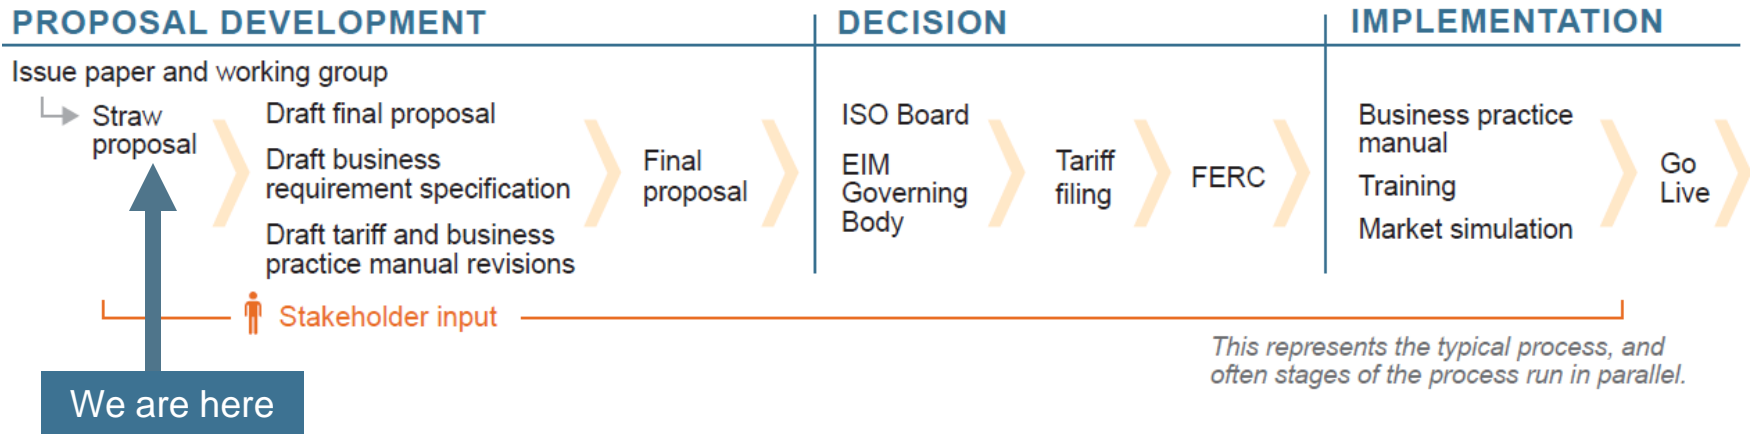 PROPOSAL DEVELOPMENT
Issue paper and working group
Straw
proposal
Draft final proposal
Draft business
requirement specification
Draft tariff and business
practice manual revisions
Final
proposal
DECISION
ISO Board
EIM
Governing
Body
Tariff
filing
FERC
IMPLEMENTATION
Business practice
manual
Training
Market simulation
Go
Live
Stakeholder input
This represents the typical process, and
often stages of the process run in parallel.
We are here